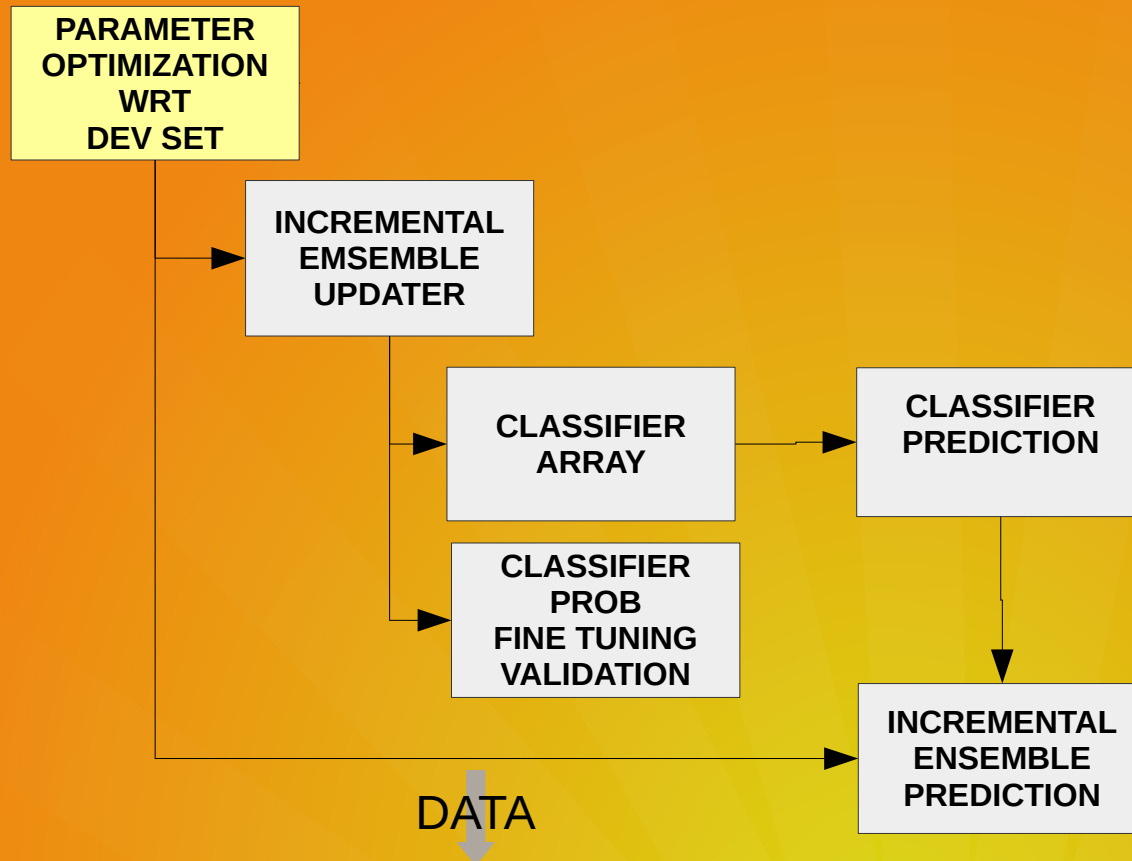 PARAMETER
OPTIMIZATION
WRT
DEV SET
INCREMENTAL
EMSEMBLE
UPDATER
CLASSIFIER
ARRAY
CLASSIFIER
PREDICTION
CLASSIFIER
PROB
FINE TUNING
VALIDATION
INCREMENTAL
ENSEMBLE
PREDICTION
DATA